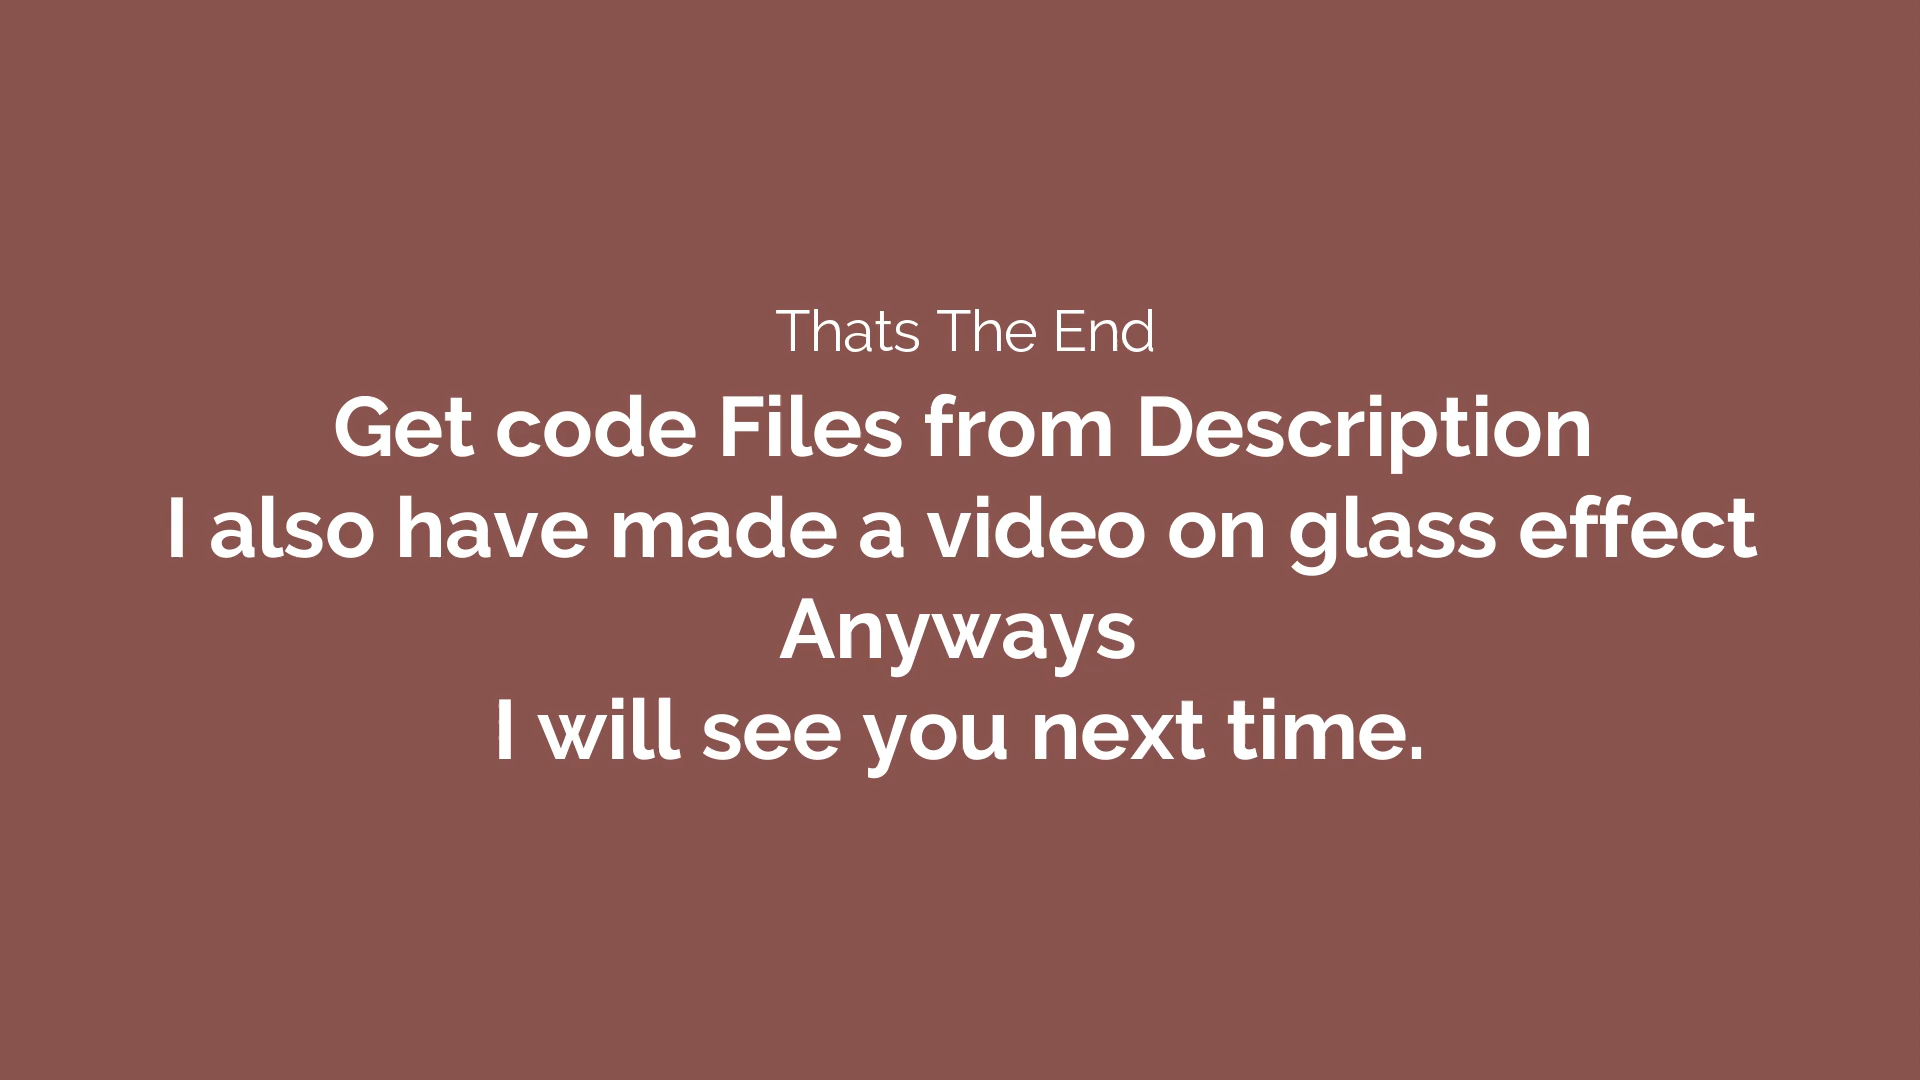 Thats The End
Get code Files from Description
I also have made a video on glass effect
Anyways
I will see you next time.